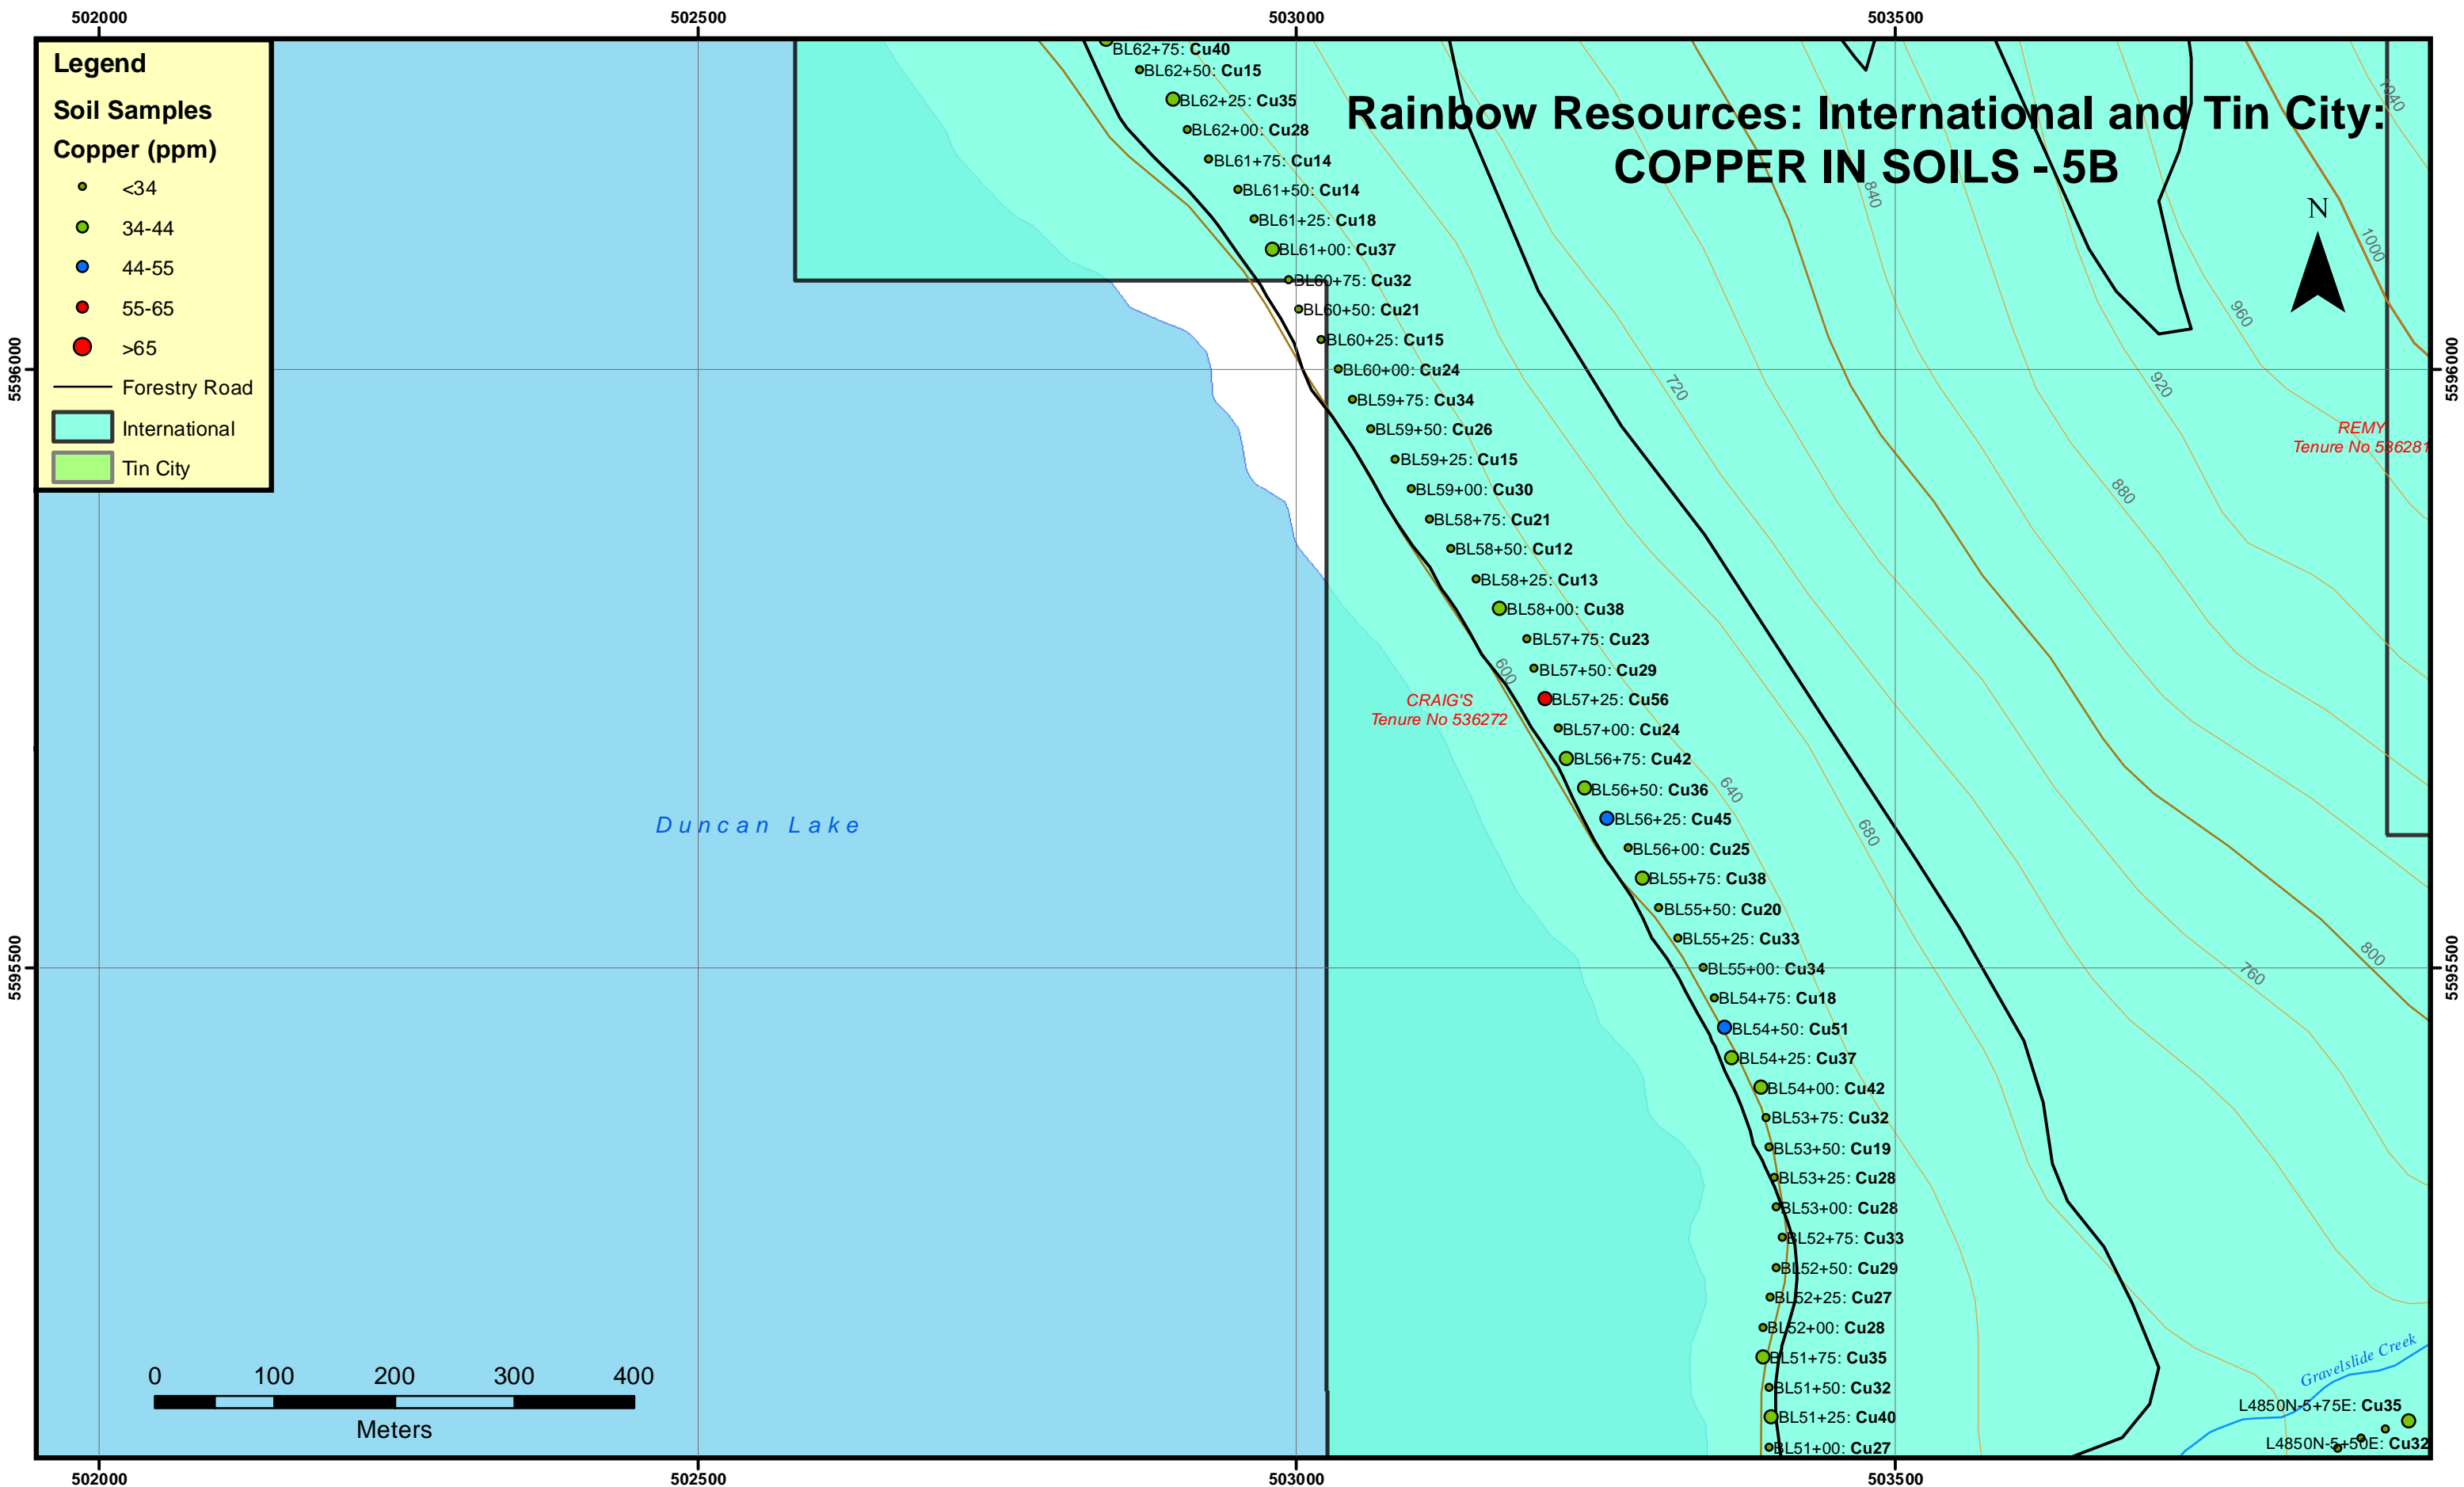 502000
502500
503000
503500
Legend
Soil Samples
Copper (ppm)
<34
34-44
44-55
55-65
>65
Forestry Road
International
Tin City
Rainbow Resources: International and Tin City:
COPPER IN SOILS - 5B
N
BL62+75: Cu40
BL62+50: Cu15
BL62+25: Cu35
BL62+00: Cu28
BL61+75: Cu14
BL61+50: Cu14
BL61+25: Cu18
BL61+00: Cu37
BL60+75: Cu32
BL60+50: Cu21
BL60+25: Cu15
BL60+00: Cu24
BL59+75: Cu34
BL59+50: Cu26
BL59+25: Cu15
BL59+00: Cu30
BL58+75: Cu21
BL58+50: Cu12
BL58+25: Cu13
BL58+00: Cu38
BL57+75: Cu23
BL57+50: Cu29
BL57+25: Cu56
BL57+00: Cu24
BL56+75: Cu42
BL56+50: Cu36
BL56+25: Cu45
BL56+00: Cu25
BL55+75: Cu38
BL55+50: Cu20
BL55+25: Cu33
BL55+00: Cu34
BL54+75: Cu18
BL54+50: Cu51
BL54+25: Cu37
BL54+00: Cu42
BL53+75: Cu32
BL53+50: Cu19
BL53+25: Cu28
BL53+00: Cu28
BL52+75: Cu33
BL52+50: Cu29
BL52+25: Cu27
BL52+00: Cu28
BL51+75: Cu35
BL51+50: Cu32
BL51+25: Cu40
BL51+00: Cu27
1040
1000
960
920
880
840
720
600
640
680
800
760
REMY
Tenure No 536281
CRAIG'S
Tenure No 536272
Duncan Lake
Gravelslide Creek
L4850N-5+75E: Cu35
L4850N-5+50E: Cu32
5596000
5596000
5595500
5595500
0 100 200 300 400
Meters
502000
502500
503000
503500